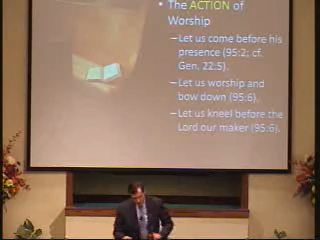 • The ACTION of
Worship
–Let us come before his
presence (95:2; cf.
Gen. 22:5).
–Let us worship and
bow down (95:6).
–Let us kneel before the
Lord our maker (95:6).